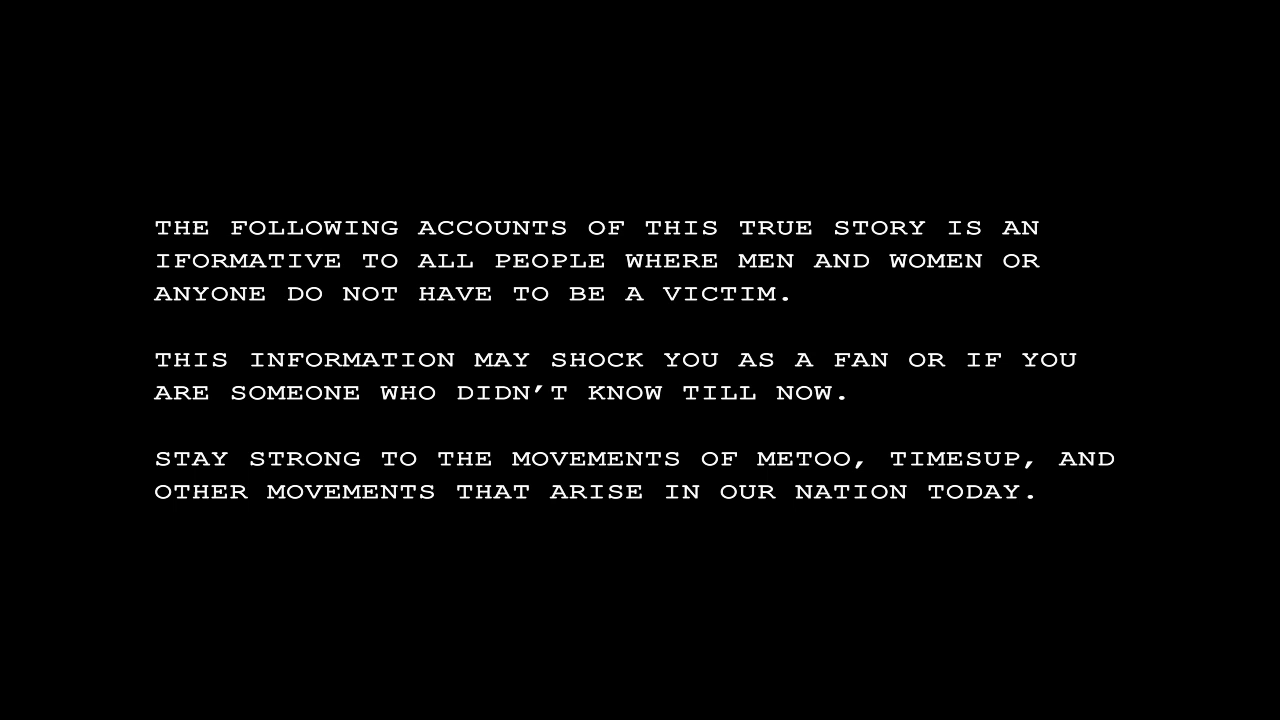 THE FOLLOWING ACCOUNTS OF THIS TRUE STORY IS AN
IFORMATIVE TO ALL PEOPLE WHERE MEN AND WOMEN OR
ANYONE DO NOT HAVE TO BE A VICTIM.
THIS INFORMATION MAY SHOCK YOU AS A FAN OR IF YOU
ARE SOMEONE WHO DIDN’T KNOW TILL NOW.
STAY STRONG TO THE MOVEMENTS OF METOO, TIMESUP, AND
OTHER MOVEMENTS THAT ARISE IN OUR NATION TODAY.